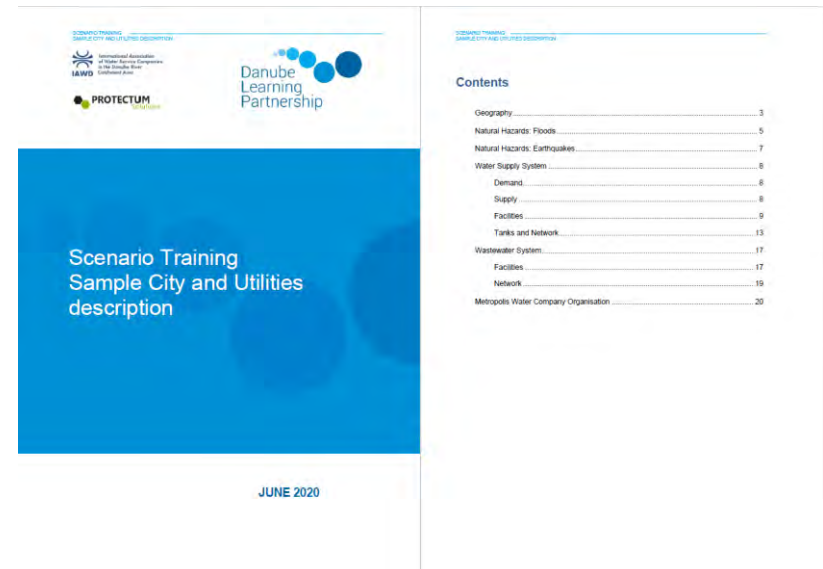 SCENARIO TRAINING
SAMPLE CITY AND UTILITIES DESCRIPTION
International Association
of Water Service Companies
in the Danube River
Catchment Area
IAWD
PROTECTUM
Solutions
Danube
Learning
Partnership
Scenario Training
Sample City and Utilities
description
JUNE 2020
SCENARIO TRAINING
SAMPLE CITY AND UTILITIES DESCRIPTION
Contents
Geography 3
Natural Hazards: Floods 5
Natural Hazards: Earthquakes 7
Water Supply System 8
Demand 8
Supply 8
Facilities 9
Tanks and Network 13
Wastewater System 17
Facilities 17
Network 19
Metropolis Water Company Organisation 20